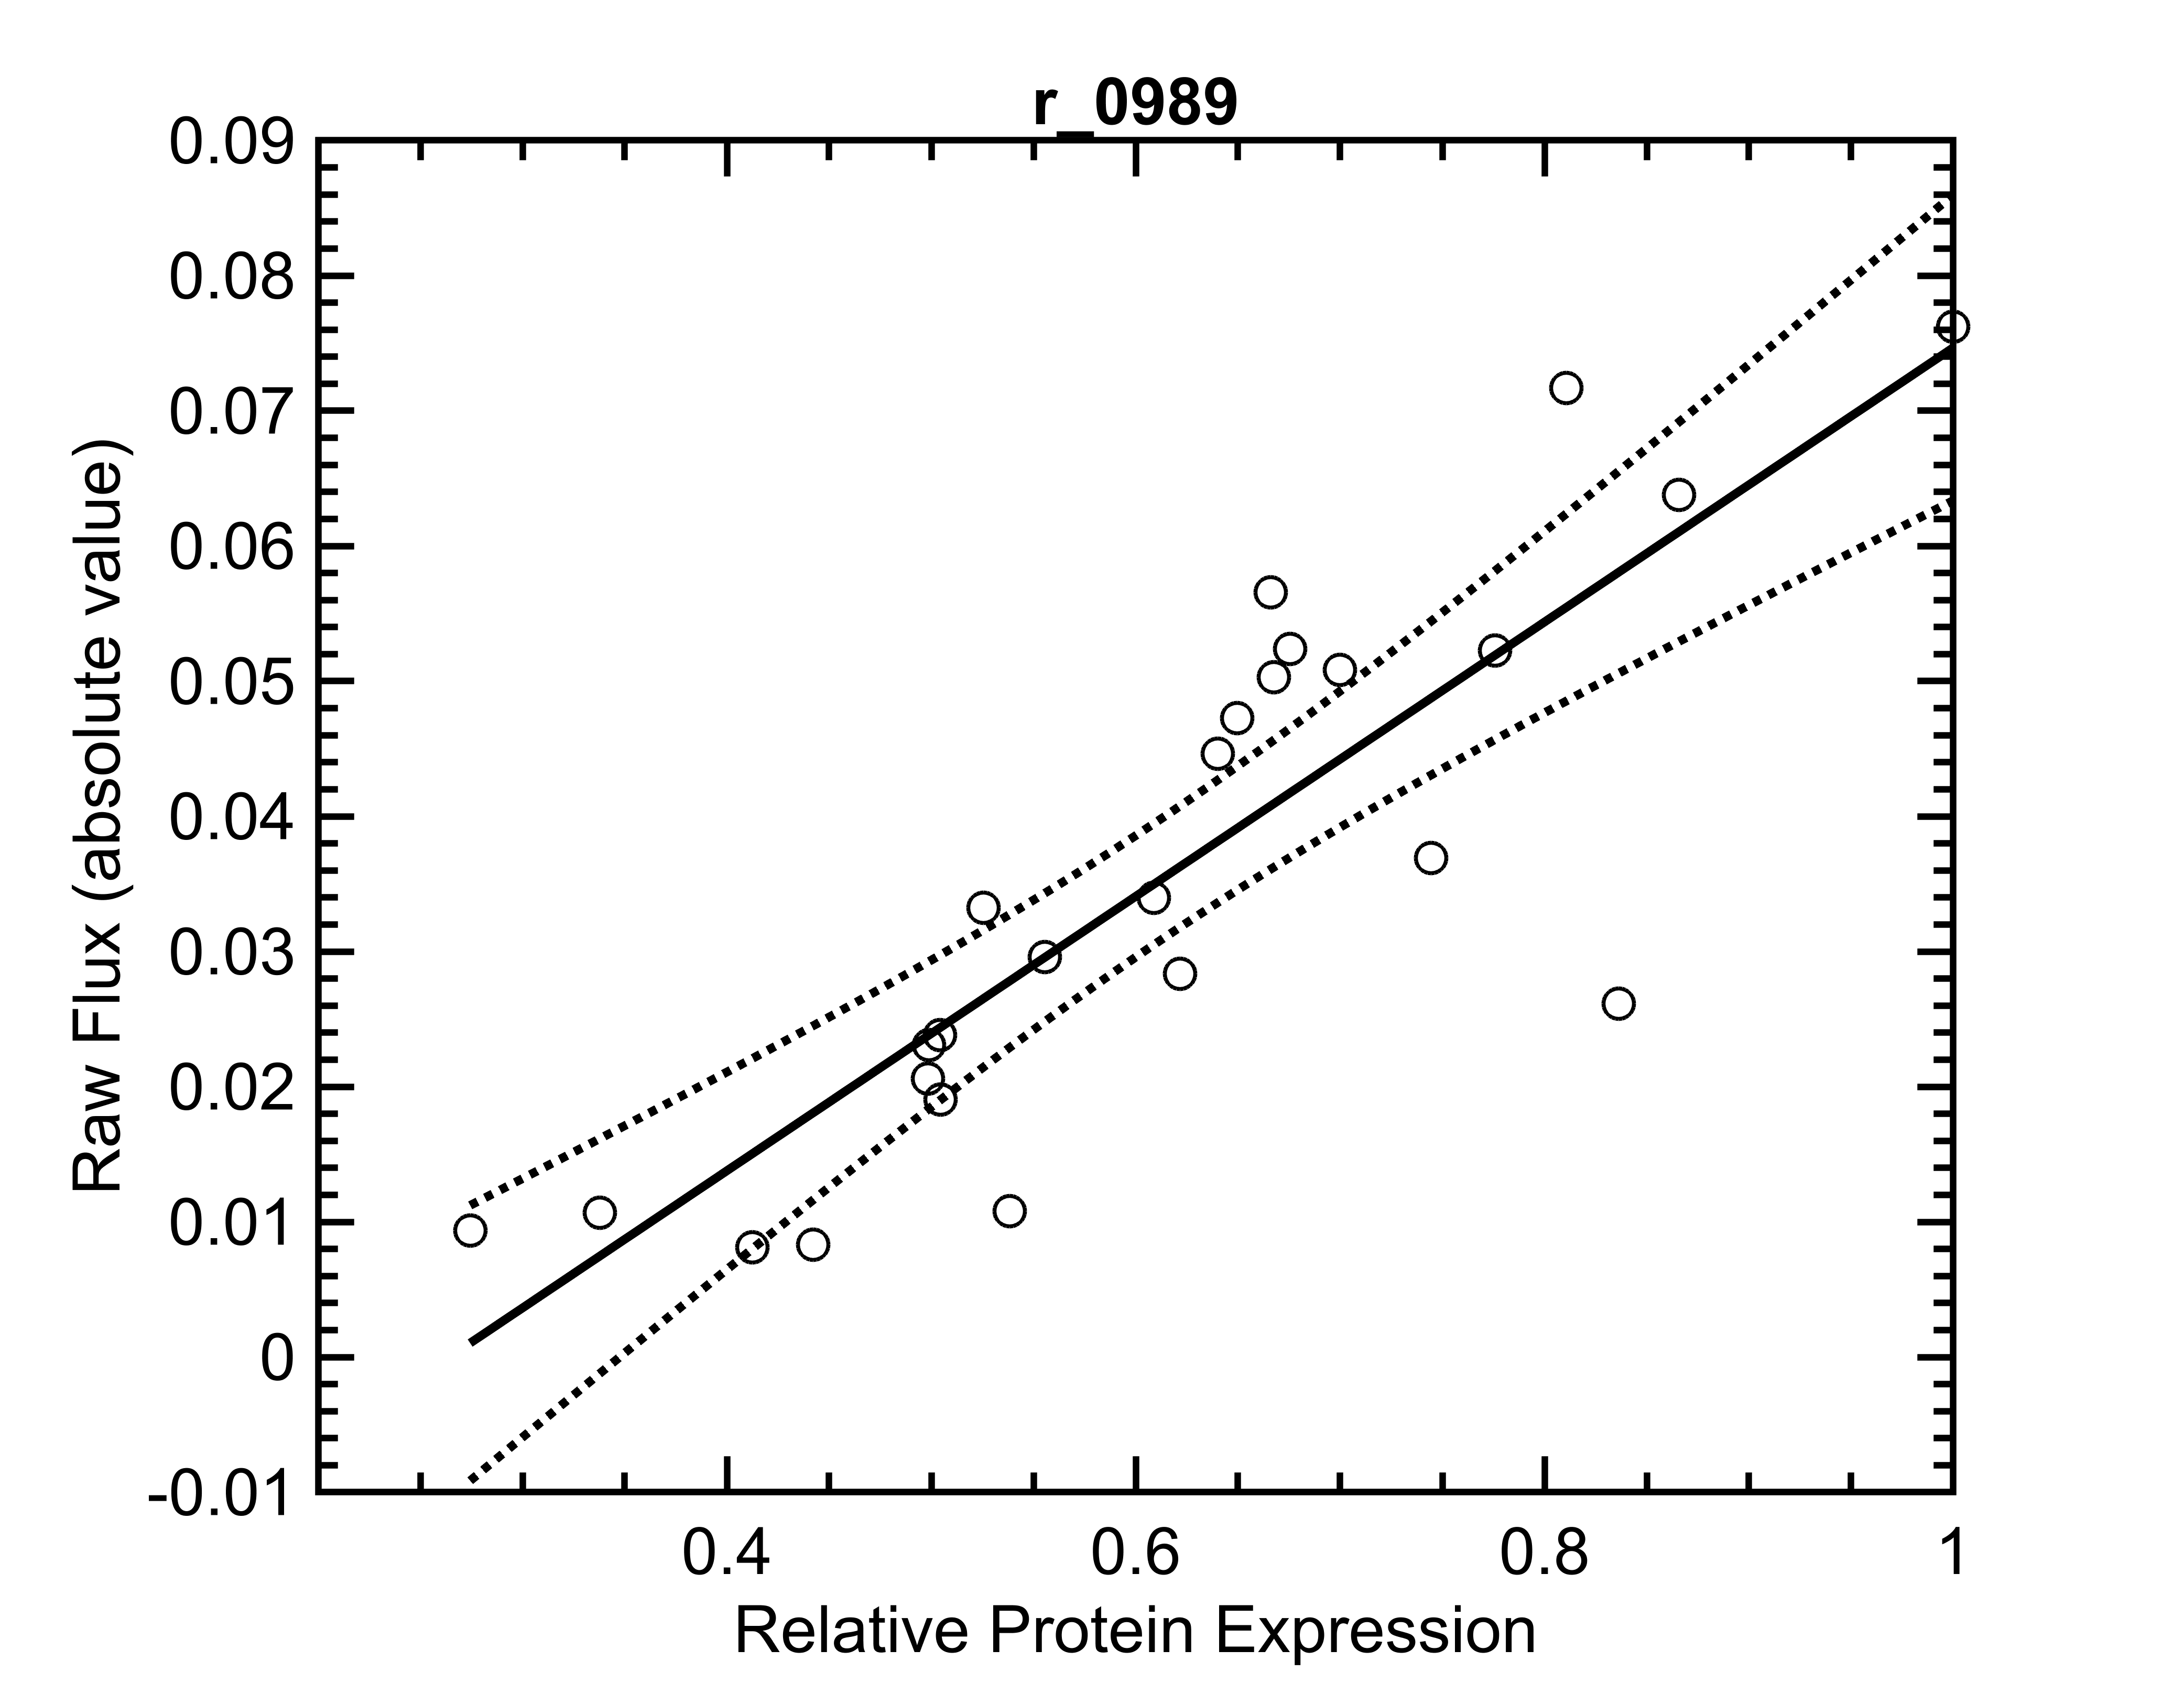 r_0989
0.09
0.08
0.07
0.06
0.05
0.04
0.03
0.02
0.01
0
-0.01
Raw Flux (absolute value)
0.4 0.6 0.8 1
Relative Protein Expression